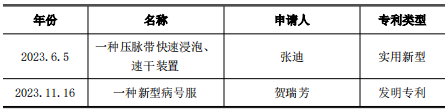 年份 名称 申请人 专利类型
2023.6.5 一种压脉带快速浸泡、速干装置 张迪 实用新型
2023.11.16 一种新型病号服 贺瑞芳 发明专利